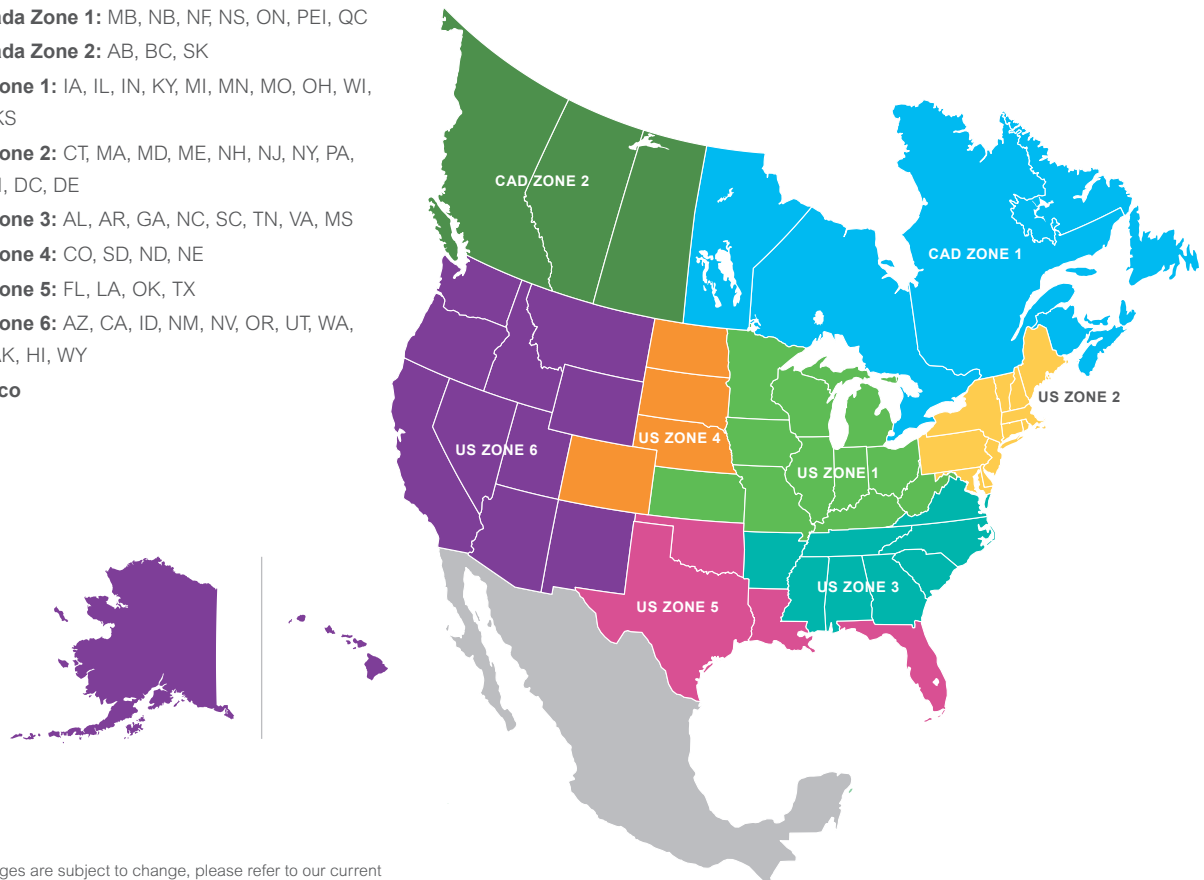 ada Zone 1: MB, NB, NF, NS, ON, PEI, QC
ada Zone 2: AB, BC, SK
one 1: IA, IL, IN, KY, MI, MN, MO, OH, WI,
KS
one 2: CT, MA, MD, ME, NH, NJ, NY, PA,
DC, DE
one 3: AL, AR, GA, NC, SC, TN, VA, MS
one 4: CO, SD, ND, NE
one 5: FL, LA, OK, TX
one 6: AZ, CA, ID, NM, NV, OR, UT, WA,
AK, HI, WY
co
CAD ZONE 2
CAD ZONE 1
US ZONE 2
US ZONE 4
US ZONE 6
US ZONE 1
US ZONE 3
US ZONE 5
ges are subject to change, please refer to our current